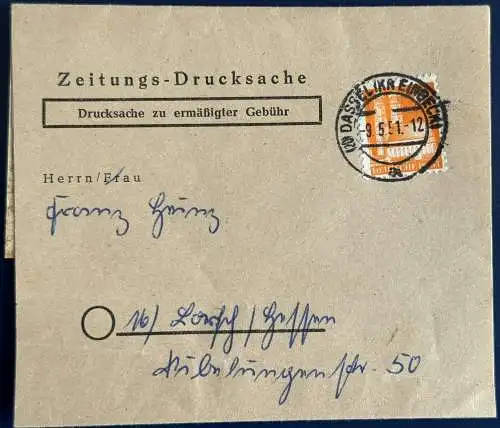 Zeitungs-Drucksache
Drucksache zu ermäßigter Gebühr
(20) DASSEL (KR EINBECK)
-9.5.51.-12
a
Herrn/Frau
Franz Heinz
16/ Lorsch/Hessen
Nibelungenstr. 50